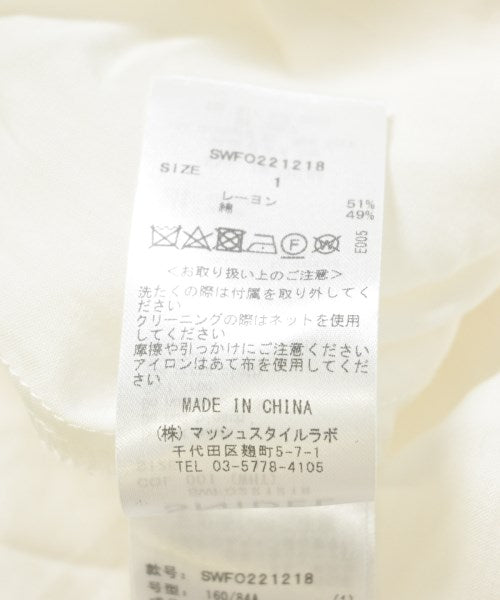 SWFO221218
SIZE 1
レーヨン 51%
綿 49%
E005
<お取り扱い上のご注意>
洗たくの際は付属を取り外してく
ださい
クリーニングの際はネットを使用
してください
摩擦や引っかけにご注意ください
アイロンはあて布を使用してくだ
さい
MADE IN CHINA
(株)マッシュスタイルラボ
千代田区麹町5-7-1
TEL 03-5778-4105
款号: SWFO221218
号型: 160/84A (1)